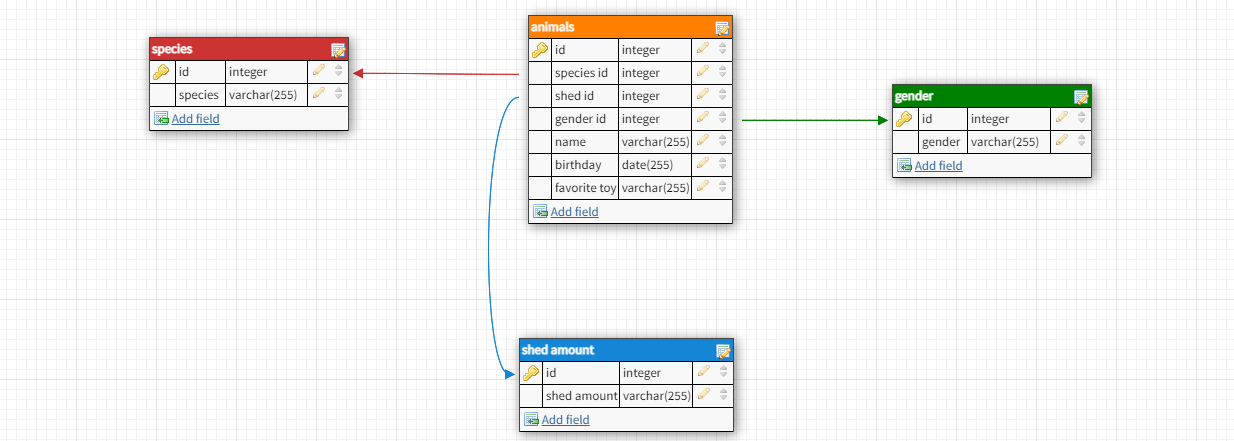 species
id integer
species varchar(255)
Add field
animals
id integer
species id integer
shed id integer
gender id integer
name varchar(255)
birthday date(255)
favorite toy varchar(255)
Add field
gender
id integer
gender varchar(255)
Add field
shed amount
id integer
shed amount varchar(255)
Add field